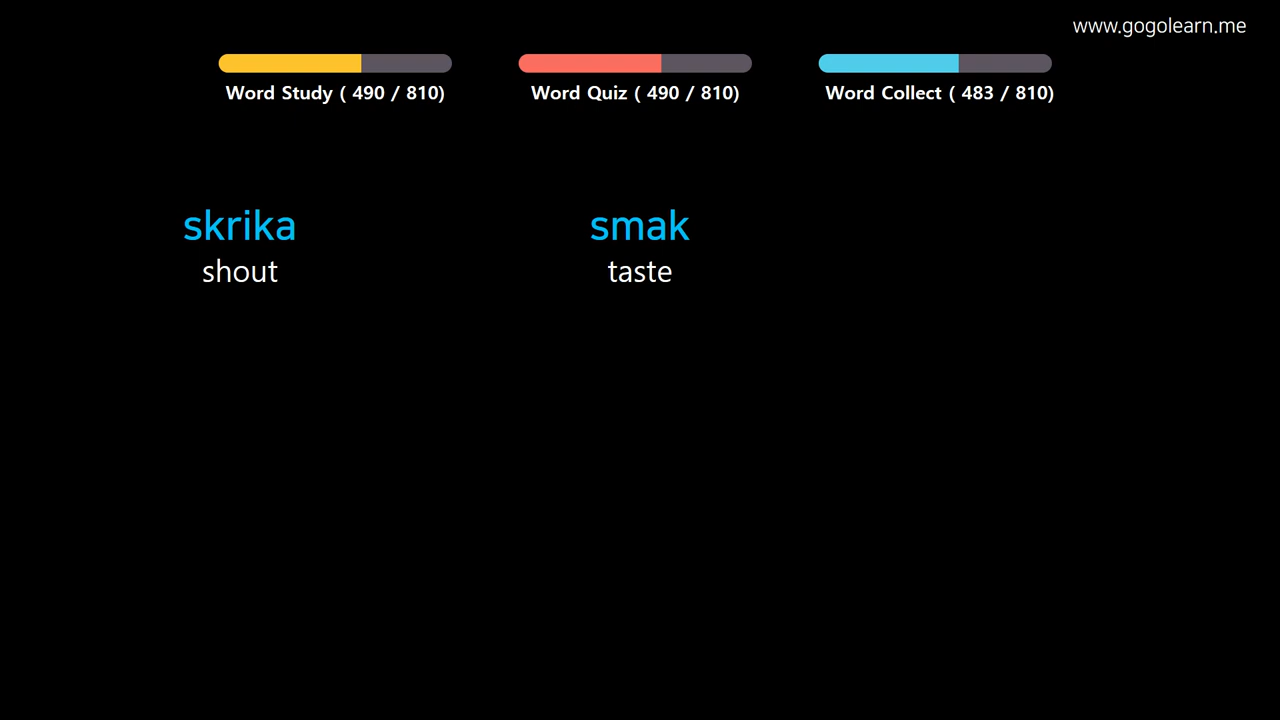 www.gogolearn.me
Word Study ( 490 / 810)
Word Quiz ( 490 / 810)
Word Collect ( 483 / 810)
skrika
shout
smak
taste